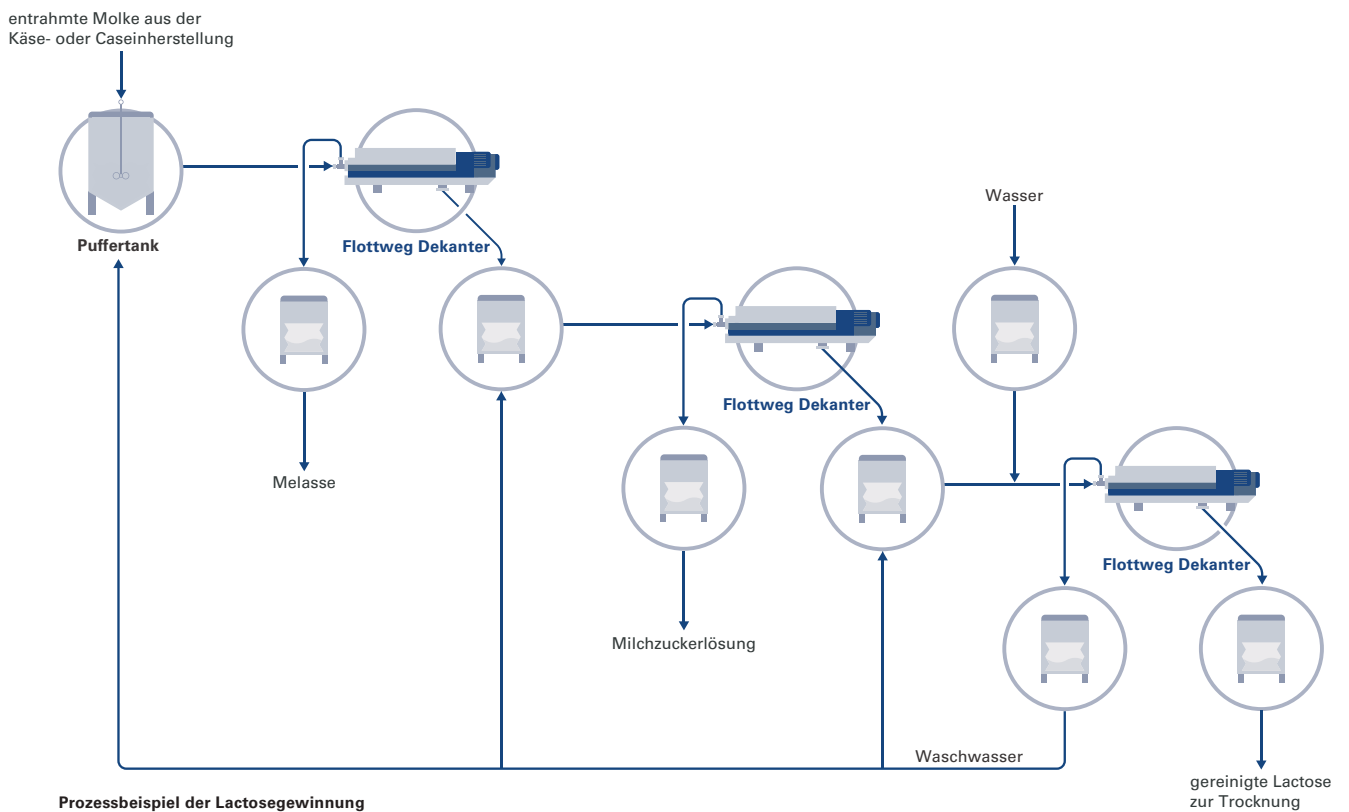 entrahmte Molke aus der
Käse- oder Caseinherstellung
Puffertank
Flottweg Dekanter
Wasser
Flottweg Dekanter
Melasse
Flottweg Dekanter
Milchzuckerlösung
Waschwasser
gereinigte Lactose
zur Trocknung
Prozessbeispiel der Lactosegewinnung